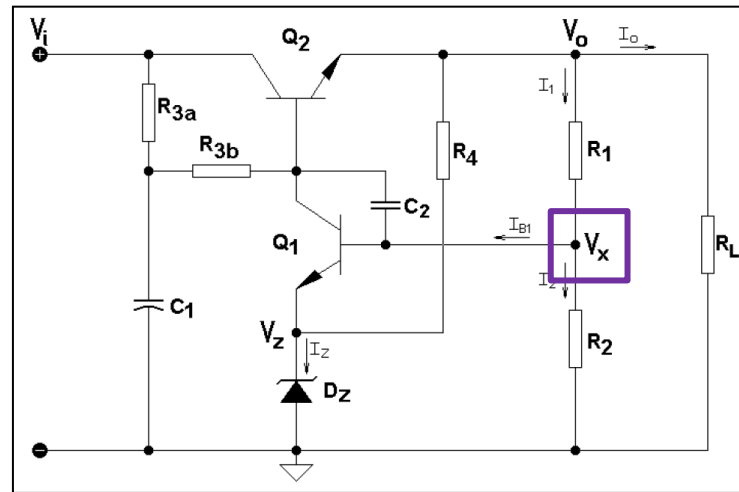 Vi
Q2
Vo
Io
I1
R3a
R3b
R4
R1
C2
Q1
IB1
Vx
RL
C1
I2
Vz
Iz
R2
Dz